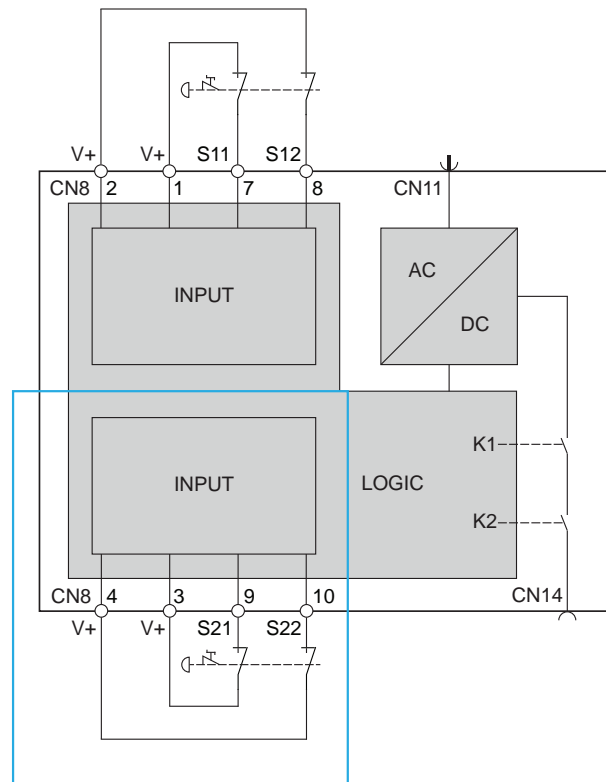 V+ V+ S11 S12
CN8 2 1 7 8 CN11
INPUT
AC
DC
INPUT
LOGIC
K1
K2
CN8 4 3 9 10 CN14
V+ V+ S21 S22